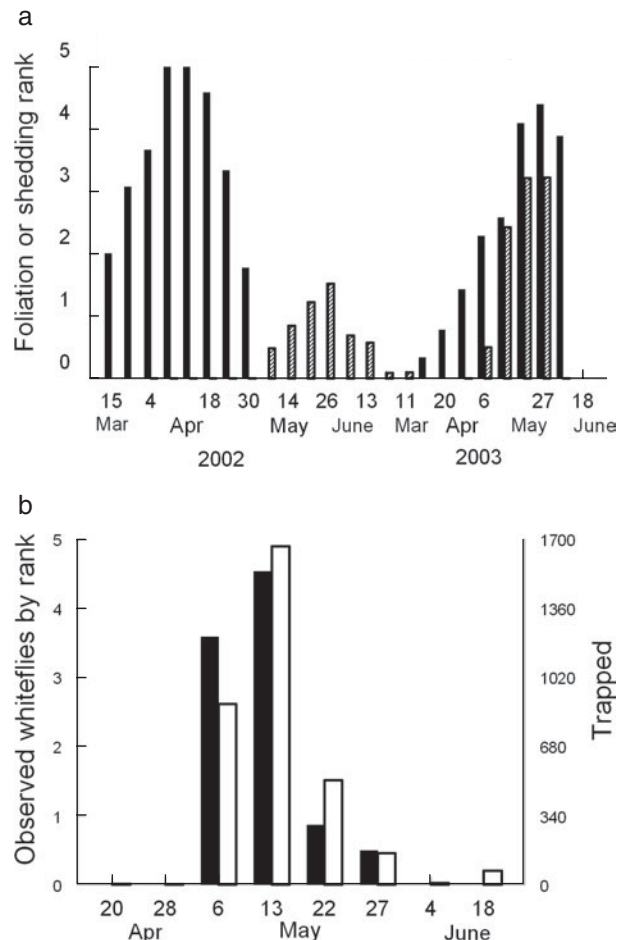 a
Foliation or shedding rank
5
4
3
2
1
0
15 4 18 30 14 26 13 11 20 6 27 18
Mar Apr May June Mar Apr May June
2002 2003
b
Observed whiteflies by rank
5
4
3
2
1
0
1700
1360
1020
680
340
0
Trapped
20 28 6 13 22 27 4 18
Apr May June